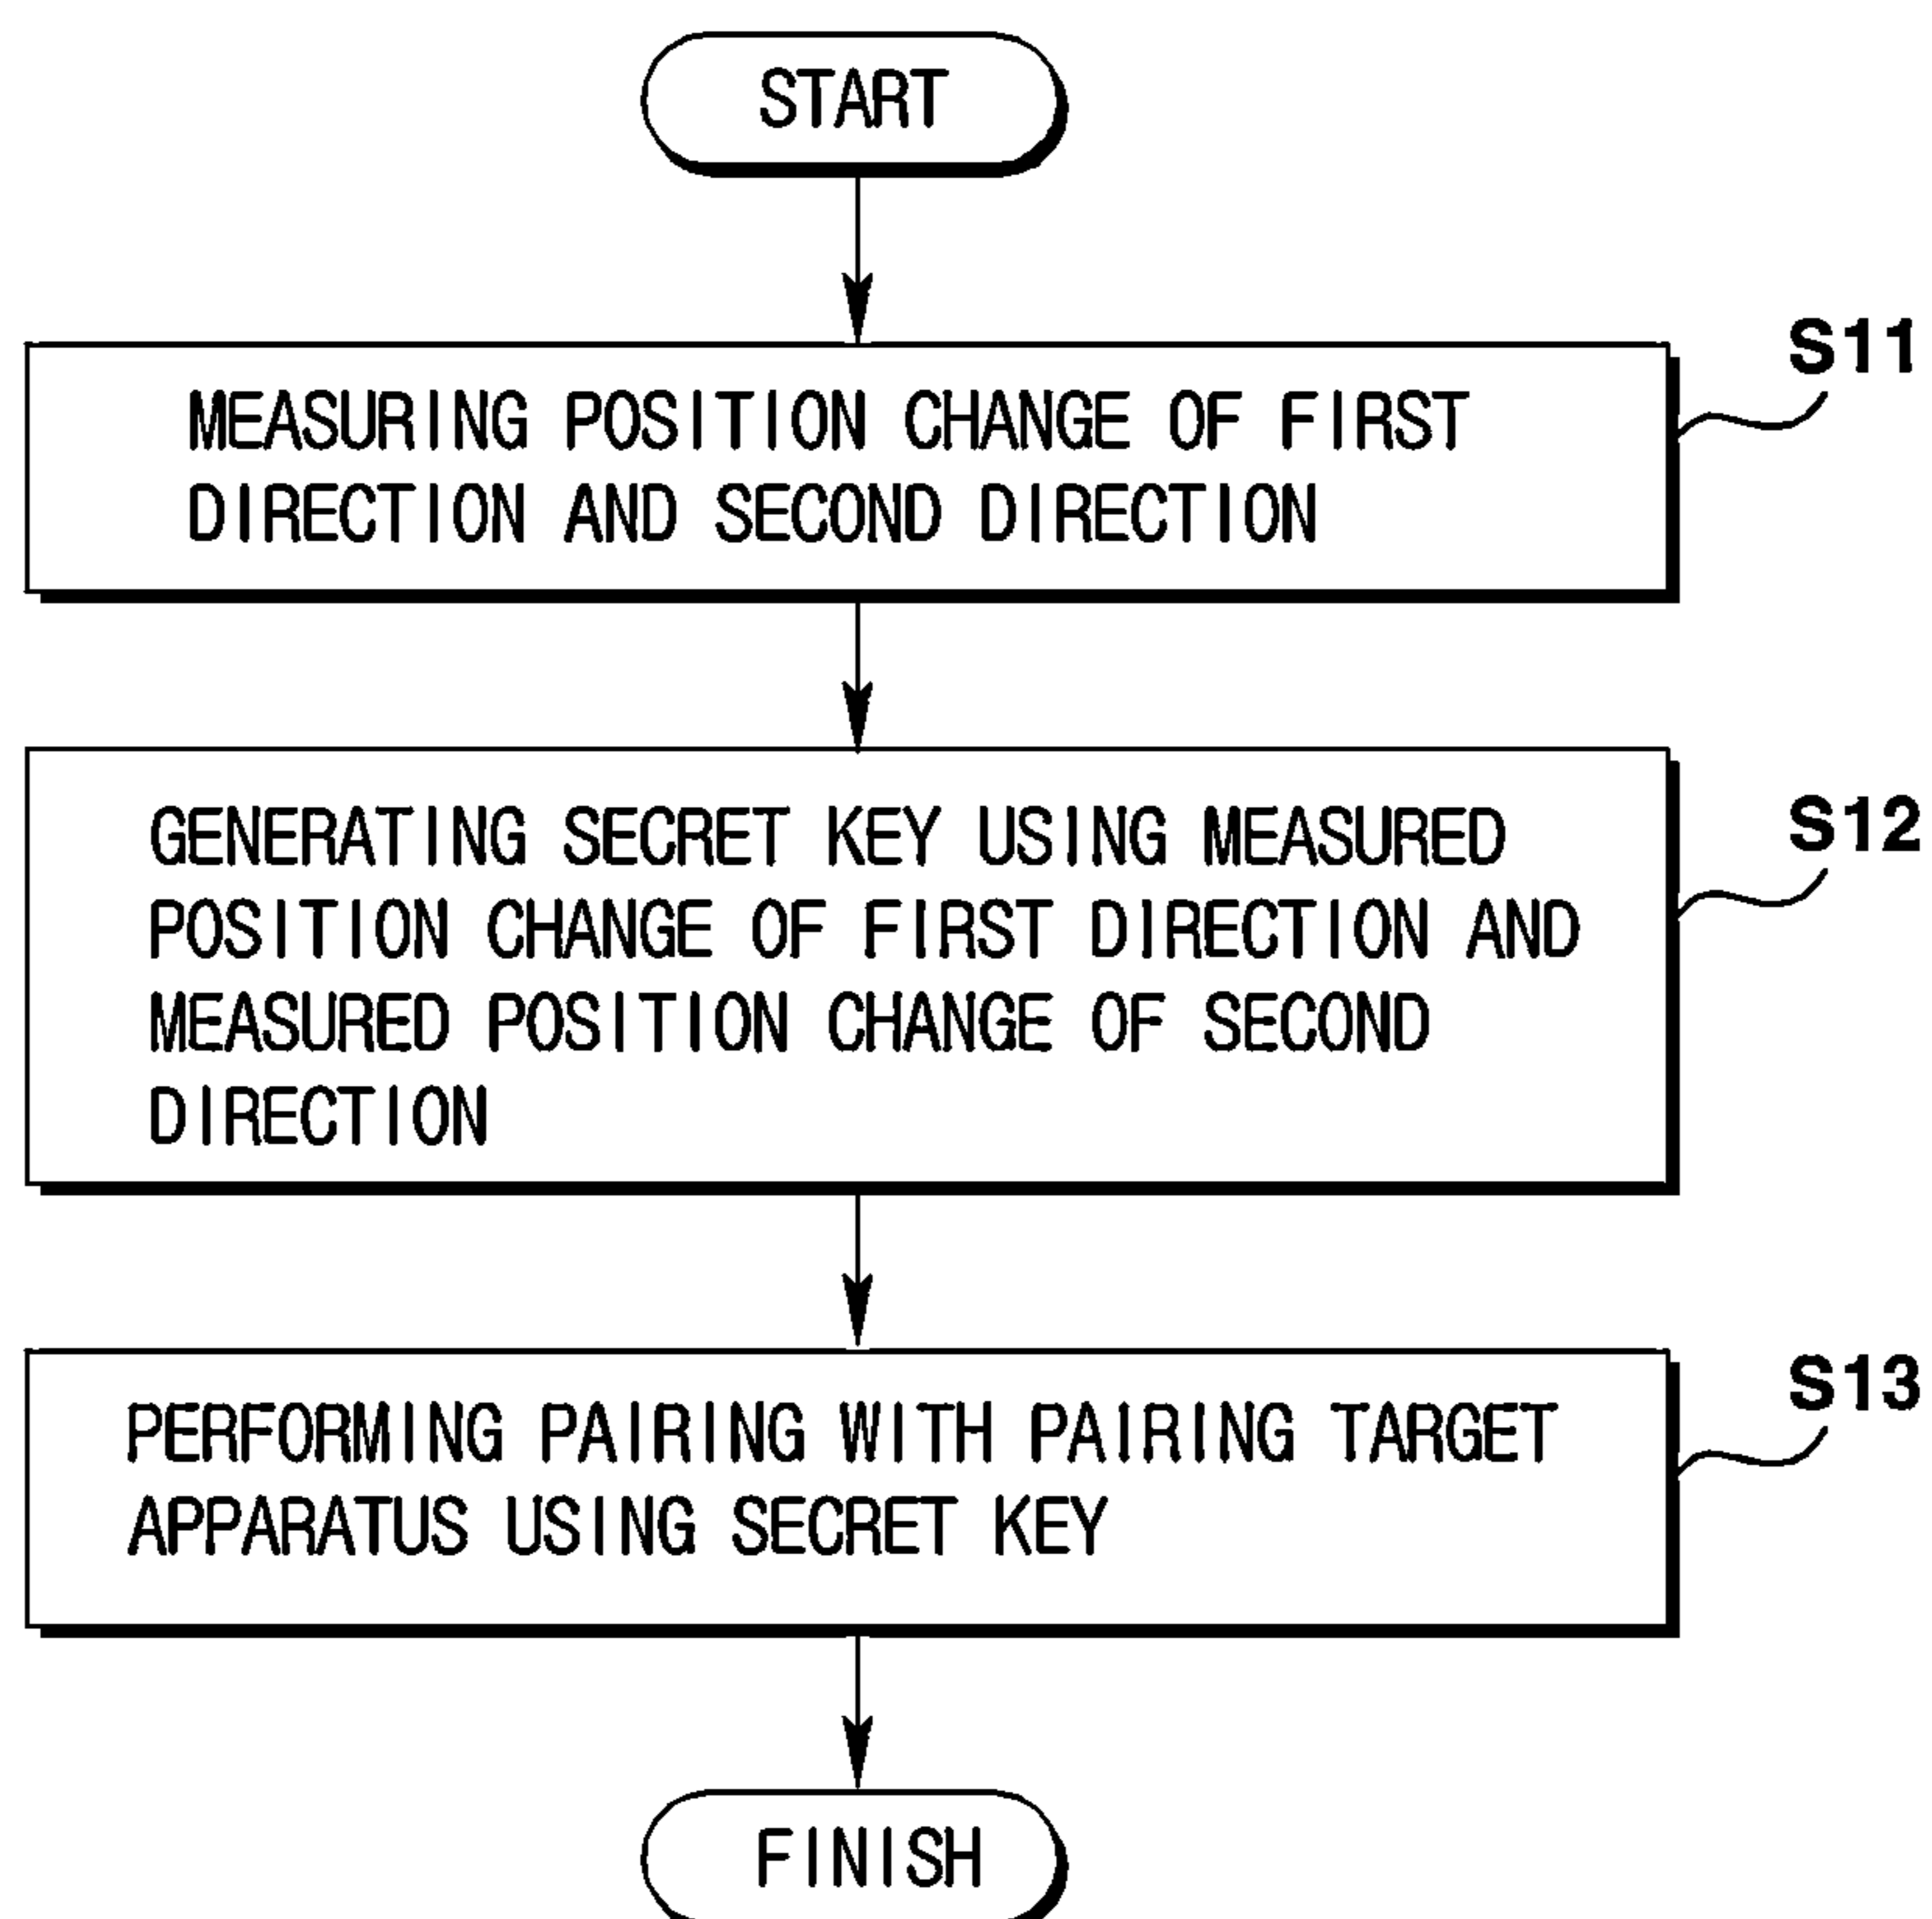 START
S11
MEASURING POSITION CHANGE OF FIRST
DIRECTION AND SECOND DIRECTION
S12
GENERATING SECRET KEY USING MEASURED
POSITION CHANGE OF FIRST DIRECTION AND
MEASURED POSITION CHANGE OF SECOND
DIRECTION
S13
PERFORMING PAIRING WITH PAIRING TARGET
APPARATUS USING SECRET KEY
FINISH